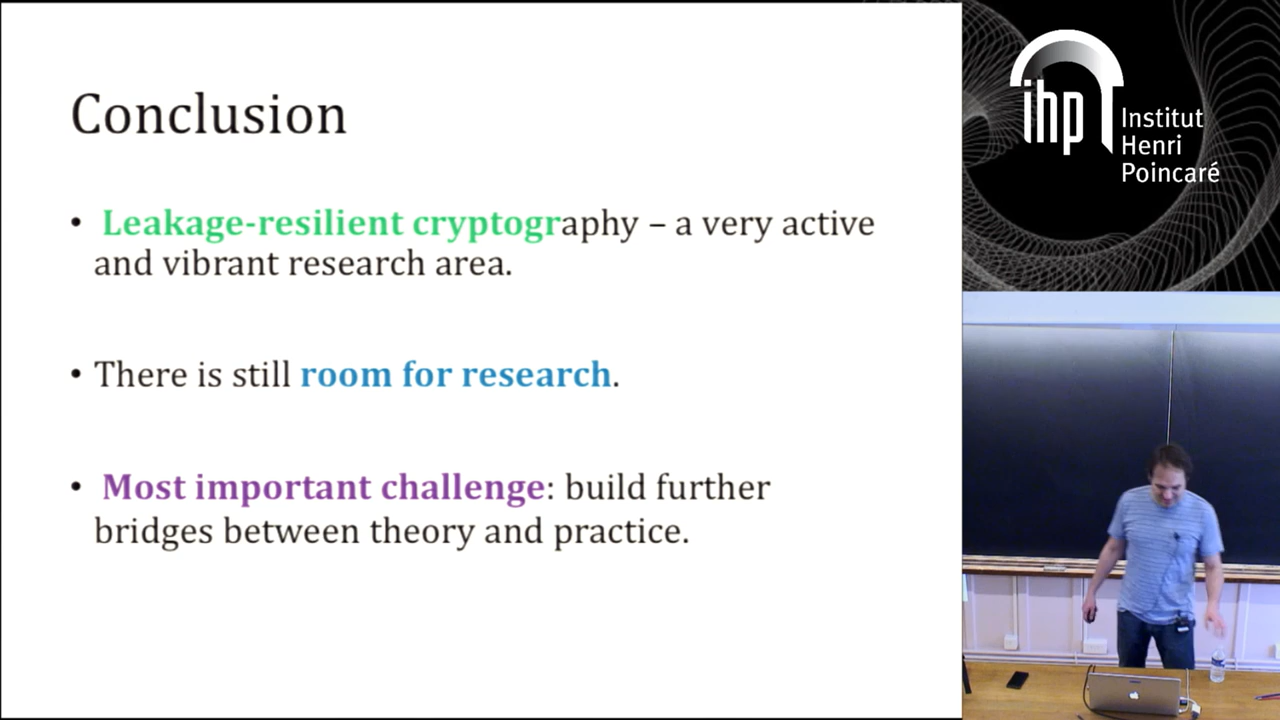 Conclusion
• Leakage-resilient cryptography – a very active
and vibrant research area.
• There is still room for research.
• Most important challenge: build further
bridges between theory and practice.
ihp
Institut
Henri
Poincaré